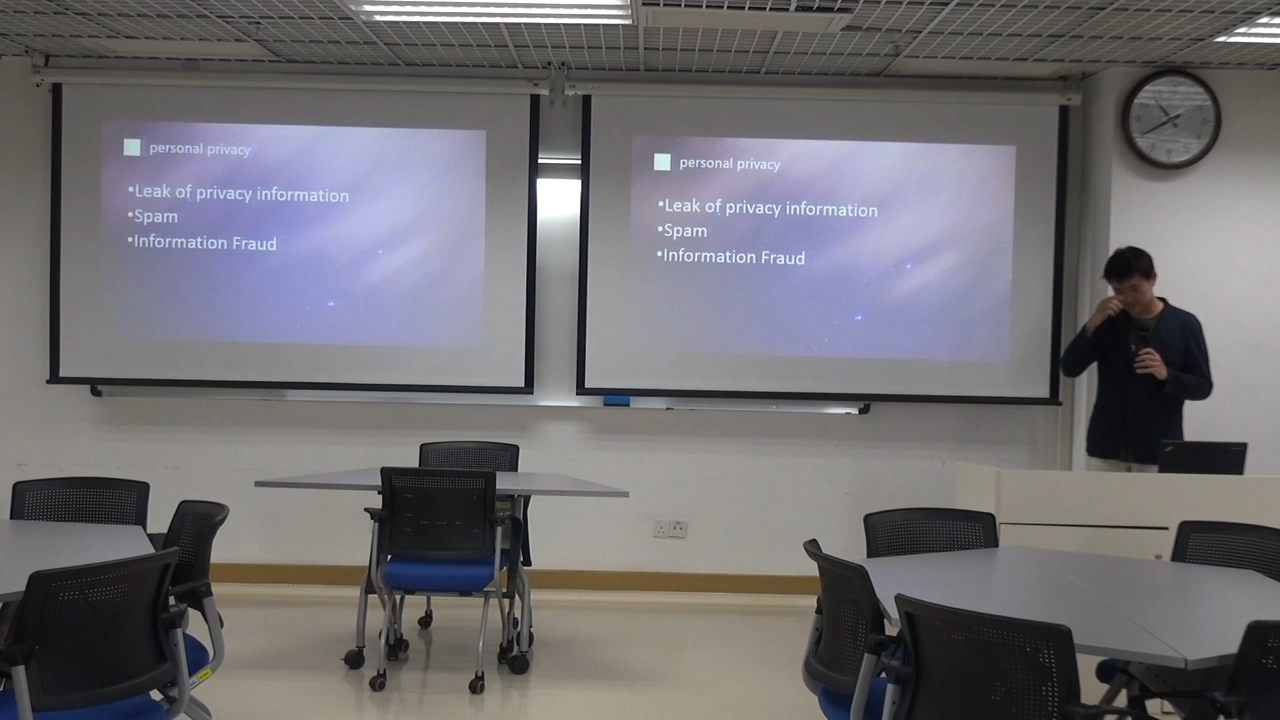 personal privacy
•Leak of privacy information
•Spam
•Information Fraud
personal privacy
•Leak of privacy information
•Spam
•Information Fraud